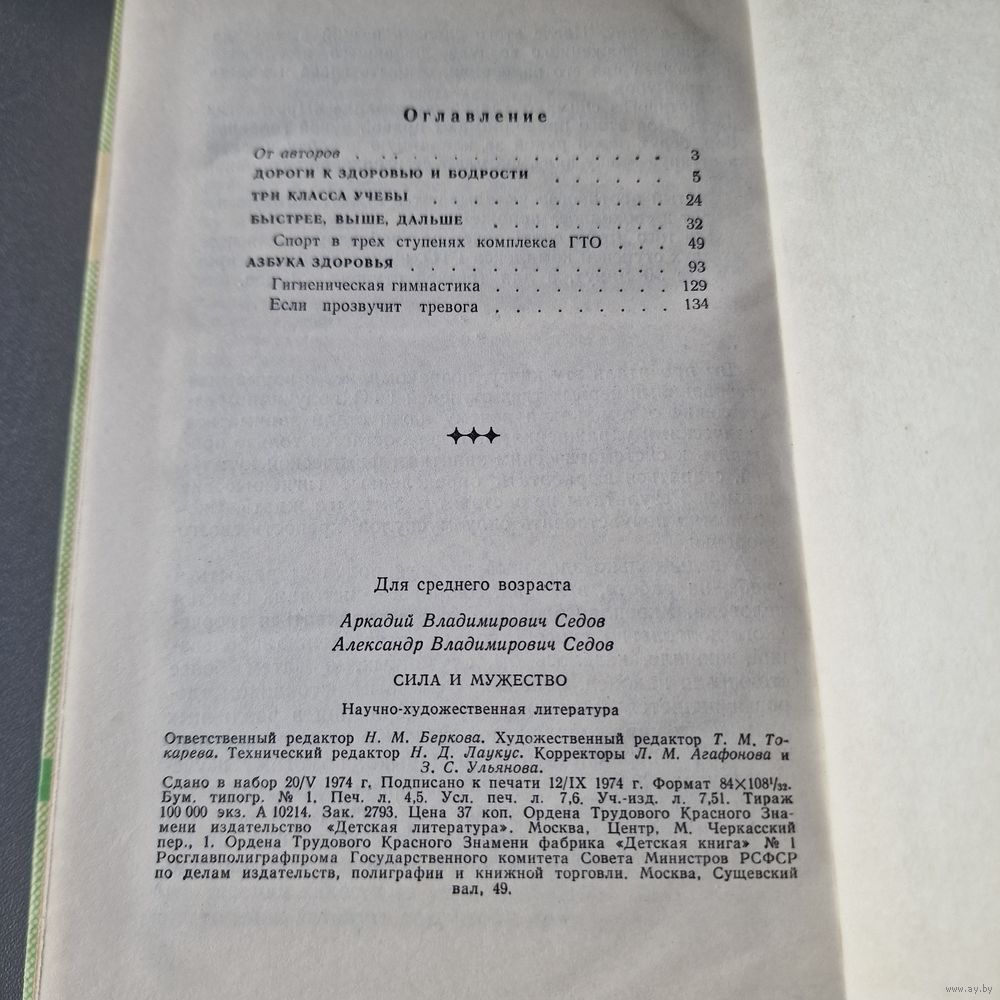 Оглавление
От авторов . . . . . . . . . . . . . . 3
ДОРОГИ К ЗДОРОВЬЮ И БОДРОСТИ . . . . . . 5
ТРИ КЛАССА УЧЕБЫ . . . . . . . . . . . 24
БЫСТРЕЕ, ВЫШЕ, ДАЛЬШЕ . . . . . . . . . 32
Спорт в трех ступенях комплекса ГТО . . . 49
АЗБУКА ЗДОРОВЬЯ . . . . . . . . . . . . 93
Гигиеническая гимнастика . . . . . . . . . 129
Если прозвучит тревога . . . . . . . . . 134
Для среднего возраста
Аркадий Владимирович Седов
Александр Владимирович Седов
СИЛА И МУЖЕСТВО
Научно-художественная литература
Ответственный редактор Н. М. Беркова. Художественный редактор Т. М. То-
карева. Технический редактор Н. Д. Лаукус. Корректоры Л. М. Агафонова и
З. С. Ульянова.
Сдано в набор 20/V 1974 г. Подписано к печати 12/IX 1974 г. Формат 84×108¹/₃₂.
Бум. типогр. № 1. Печ. л. 4,5. Усл. печ. л. 7,6. Уч.-изд. л. 7,51. Тираж
100 000 экз. А 10214. Зак. 2793. Цена 37 коп. Ордена Трудового Красного Зна-
мени издательство «Детская литература». Москва, Центр, М. Черкасский
пер., 1. Ордена Трудового Красного Знамени фабрика «Детская книга» № 1
Росглавполиграфпрома Государственного комитета Совета Министров РСФСР
по делам издательств, полиграфии и книжной торговли. Москва, Сущевский
вал, 49.
www.ay.by